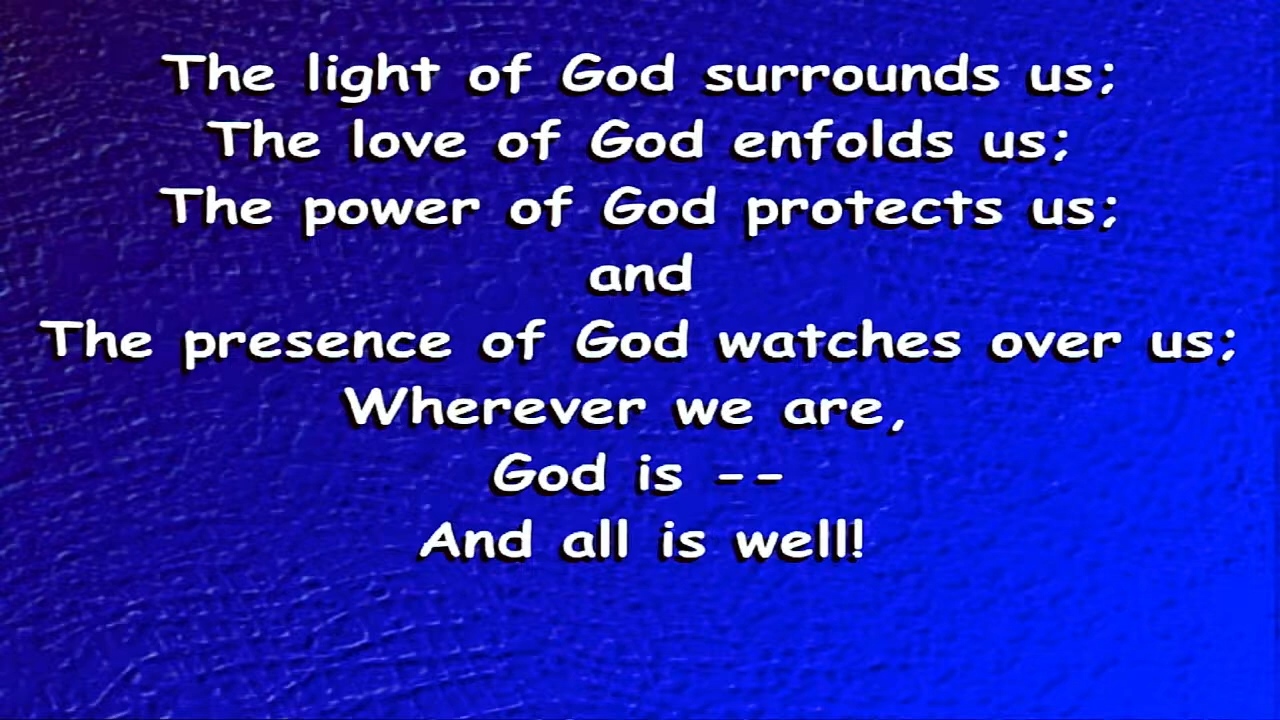 The light of God surrounds us;
The love of God enfolds us;
The power of God protects us;
and
The presence of God watches over us;
Wherever we are,
God is --
And all is well!